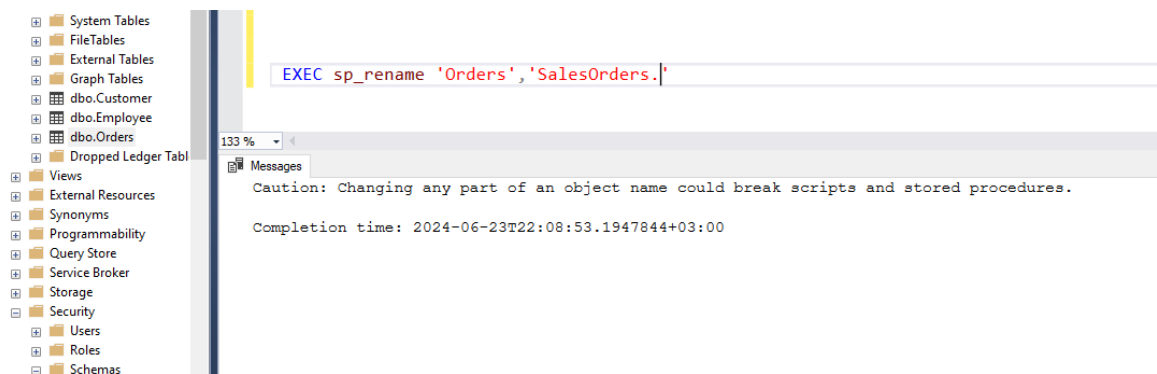 System Tables
FileTables
External Tables
Graph Tables
dbo.Customer
dbo.Employee
dbo.Orders
Dropped Ledger Tabl
Views
External Resources
Synonyms
Programmability
Query Store
Service Broker
Storage
Security
Users
Roles
Schemas
EXEC sp_rename 'Orders','SalesOrders.'
133 %
Messages
Caution: Changing any part of an object name could break scripts and stored procedures.
Completion time: 2024-06-23T22:08:53.1947844+03:00